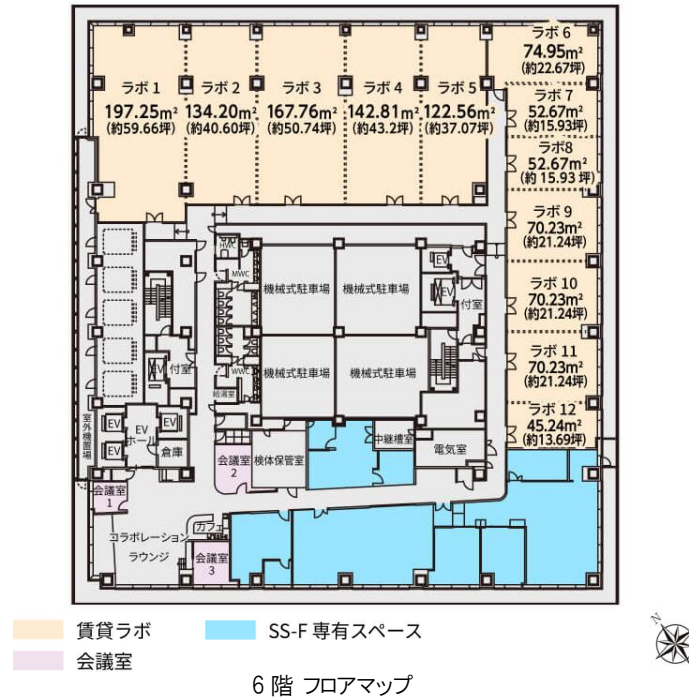 ラボ 1
197.25m²
(約59.66坪)
ラボ 2
134.20m²
(約40.60坪)
ラボ 3
167.76m²
(約50.74坪)
ラボ 4
142.81m²
(約43.2坪)
ラボ 5
122.56m²
(約37.07坪)
ラボ 6
74.95m²
(約22.67坪)
ラボ 7
52.67m²
(約15.93坪)
ラボ8
52.67m²
(約 15.93 坪)
ラボ 9
70.23m²
(約21.24坪)
ラボ 10
70.23m²
(約21.24坪)
ラボ 11
70.23m²
(約21.24坪)
ラボ 12
45.24m²
(約13.69坪)
HWC
MWC
機械式駐車場
機械式駐車場
EV
EV
付室
機械式駐車場
機械式駐車場
WWC
給湯室
EV
付室
室外機置場
EV
EV
EV
EV
ホール
倉庫
会議室
2
検体保管室
中継槽室
電気室
会議室
1
コラボレーション
ラウンジ
カフェ
会議室
3
賃貸ラボ
SS-F 専有スペース
会議室
N
6 階 フロアマップ